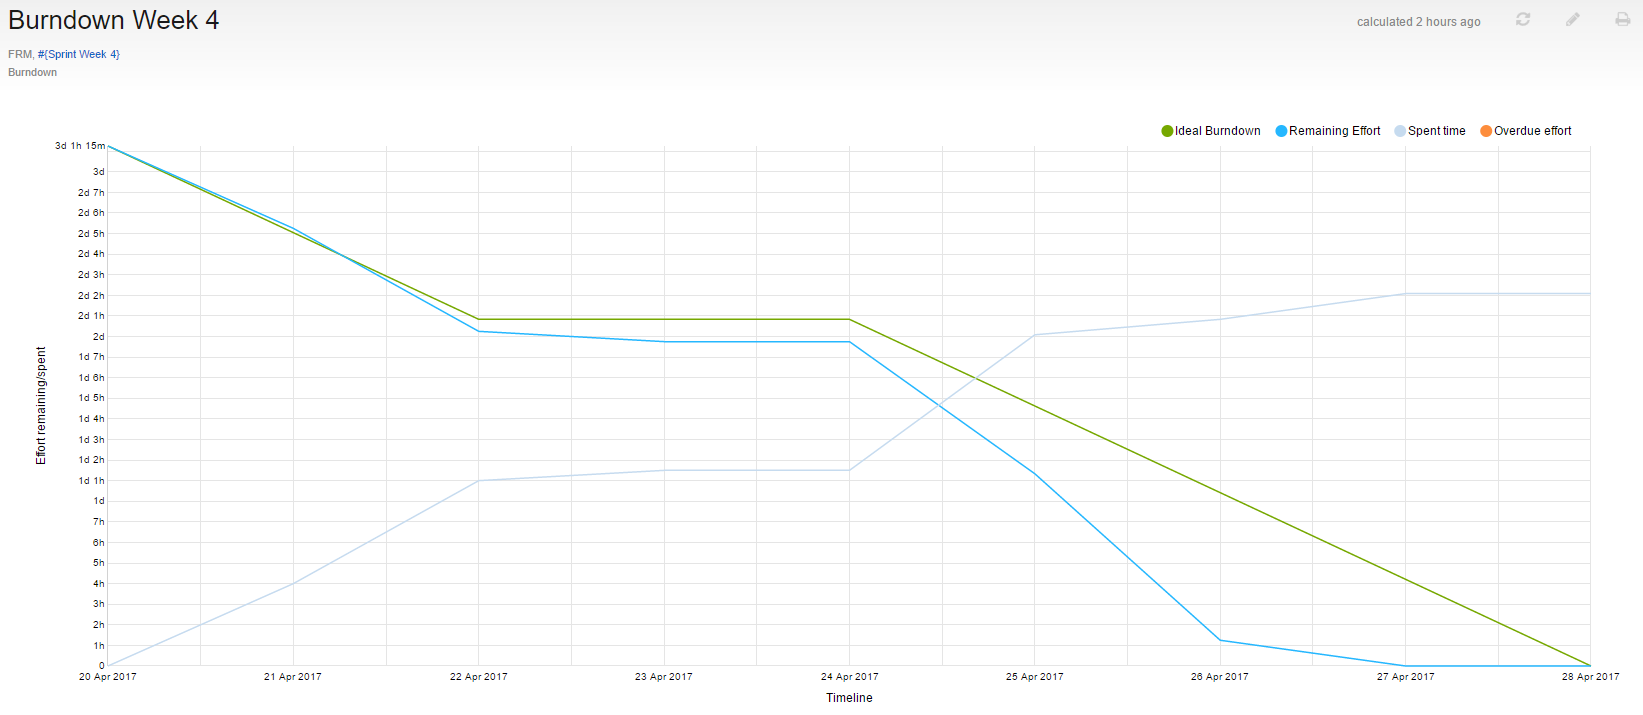 Burndown Week 4
calculated 2 hours ago
FRM, #{Sprint Week 4}
Burndown
Ideal Burndown Remaining Effort Spent time Overdue effort
3d 1h 15m
3d
2d 7h
2d 6h
2d 5h
2d 4h
2d 3h
2d 2h
2d 1h
2d
1d 7h
1d 6h
1d 5h
1d 4h
1d 3h
1d 2h
1d 1h
1d
7h
6h
5h
4h
3h
2h
1h
0
Effort remaining/spent
20 Apr 2017 21 Apr 2017 22 Apr 2017 23 Apr 2017 24 Apr 2017 25 Apr 2017 26 Apr 2017 27 Apr 2017 28 Apr 2017
Timeline